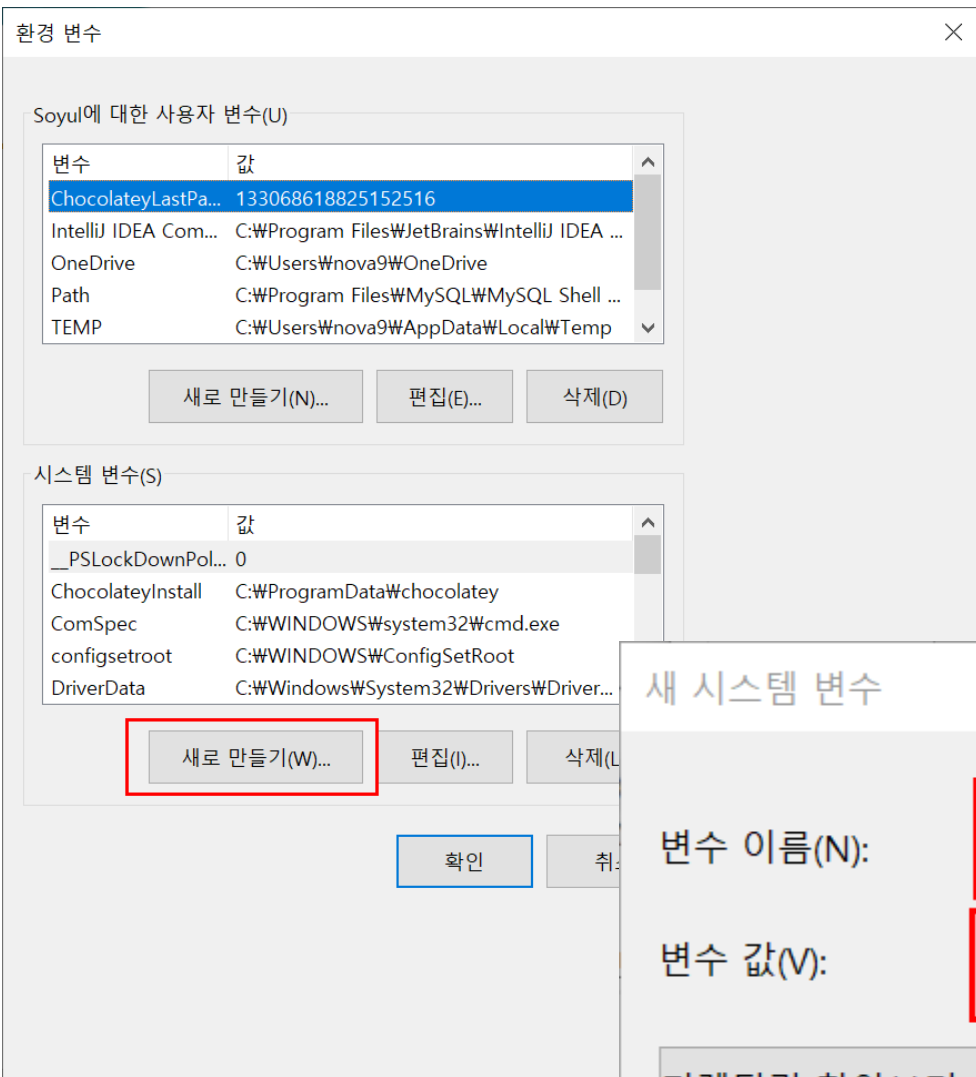 환경 변수
Soyul에 대한 사용자 변수(U)
변수 값
ChocolateyLastPa... 133068618825152516
IntelliJ IDEA Com... C:₩Program Files₩JetBrains₩IntelliJ IDEA ...
OneDrive C:₩Users₩nova9₩OneDrive
Path C:₩Program Files₩MySQL₩MySQL Shell ...
TEMP C:₩Users₩nova9₩AppData₩Local₩Temp
새로 만들기(N)... 편집(E)... 삭제(D)
시스템 변수(S)
변수 값
__PSLockDownPol... 0
ChocolateyInstall C:₩ProgramData₩chocolatey
ComSpec C:₩WINDOWS₩system32₩cmd.exe
configsetroot C:₩WINDOWS₩ConfigSetRoot
DriverData C:₩Windows₩System32₩Drivers₩Driver...
새로 만들기(W)... 편집(I)... 삭제(L
확인
새 시스템 변수
변수 이름(N):
변수 값(V):